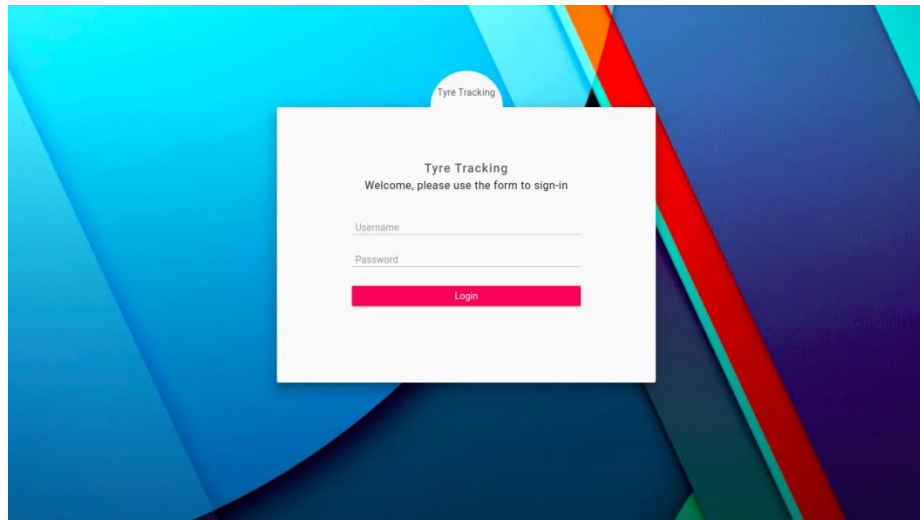 Tyre Tracking
Tyre Tracking
Welcome, please use the form to sign-in
Username
Password
Login